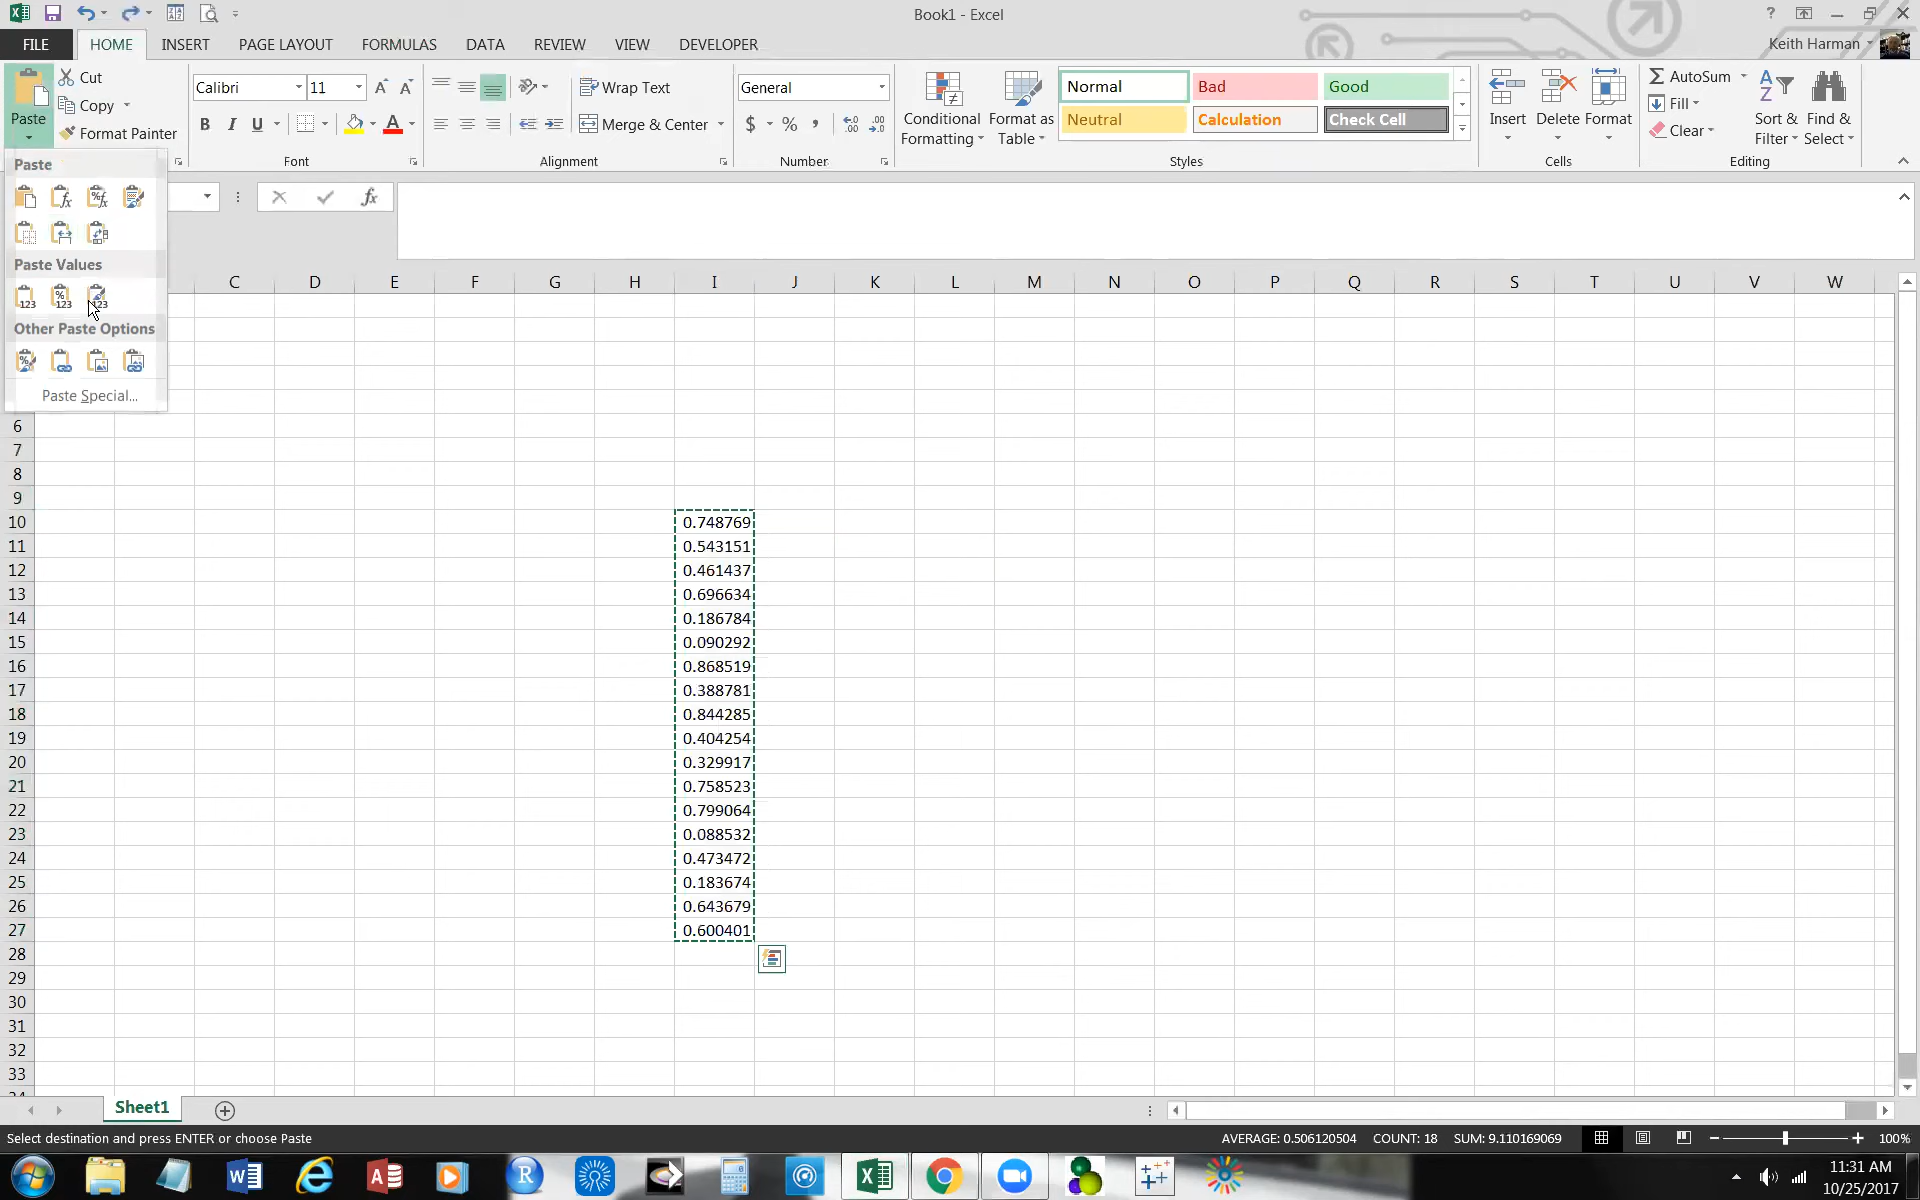 Book1 - Excel
FILE HOME INSERT PAGE LAYOUT FORMULAS DATA REVIEW VIEW DEVELOPER Keith Harman
Cut
Copy
Format Painter
Paste
Calibri 11
B I U
Font
Wrap Text
Merge & Center
Alignment
General
$ % ,
Number
Conditional Formatting
Format as Table
Normal Bad Good
Neutral Calculation Check Cell
Styles
Insert Delete Format
Cells
AutoSum
Fill
Clear
Sort & Filter
Find & Select
Editing
Paste
Paste Values
Other Paste Options
Paste Special...
C D E F G H I J K L M N O P Q R S T U V W
6
7
8
9
10 0.748769
11 0.543151
12 0.461437
13 0.696634
14 0.186784
15 0.090292
16 0.868519
17 0.388781
18 0.844285
19 0.404254
20 0.329917
21 0.758523
22 0.799064
23 0.088532
24 0.473472
25 0.183674
26 0.643679
27 0.600401
28
29
30
31
32
33
Sheet1
Select destination and press ENTER or choose Paste AVERAGE: 0.506120504 COUNT: 18 SUM: 9.110169069 100%
11:31 AM
10/25/2017